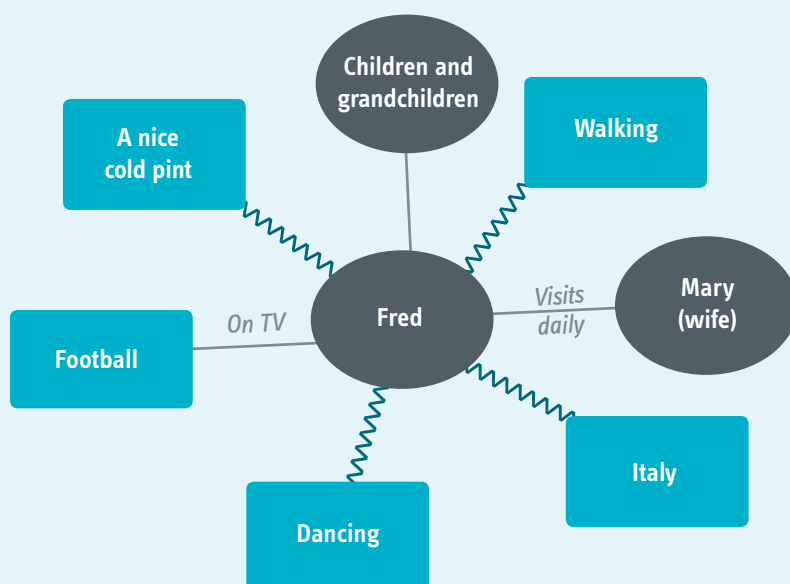 Children and
grandchildren
Walking
A nice
cold pint
Mary
(wife)
Visits
daily
Fred
On TV
Football
Italy
Dancing